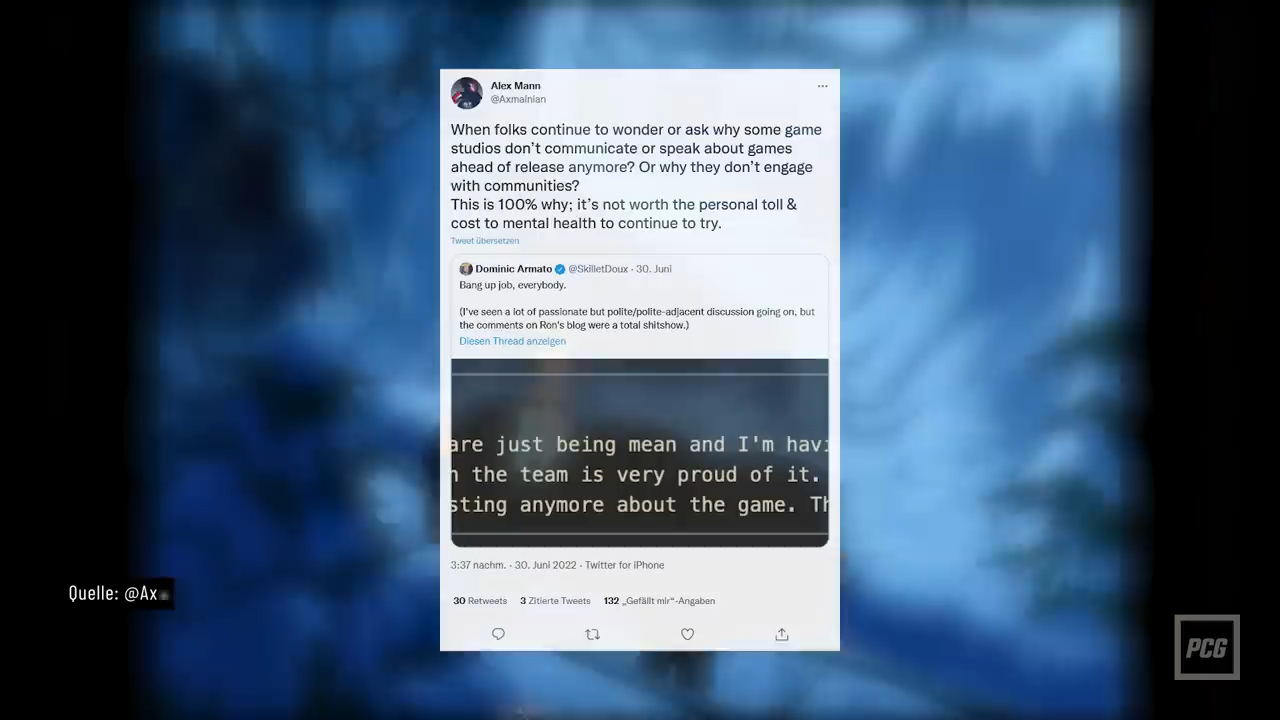 Alex Mann
@Axmainian
When folks continue to wonder or ask why some game
studios don't communicate or speak about games
ahead of release anymore? Or why they don't engage
with communities?
This is 100% why; it's not worth the personal toll &
cost to mental health to continue to try.
Tweet übersetzen
Dominic Armato @SkilletDoux · 30. Juni
Bang up job, everybody.
(I've seen a lot of passionate but polite/polite-adjacent discussion going on, but
the comments on Ron's blog were a total shitshow.)
Diesen Thread anzeigen
are just being mean and I'm havi
the team is very proud of it.
sting anymore about the game. Th
3:37 nachm. · 30. Juni 2022 · Twitter for iPhone
30 Retweets 3 Zitierte Tweets 132 „Gefällt mir“-Angaben
Quelle: @Ax
PCG